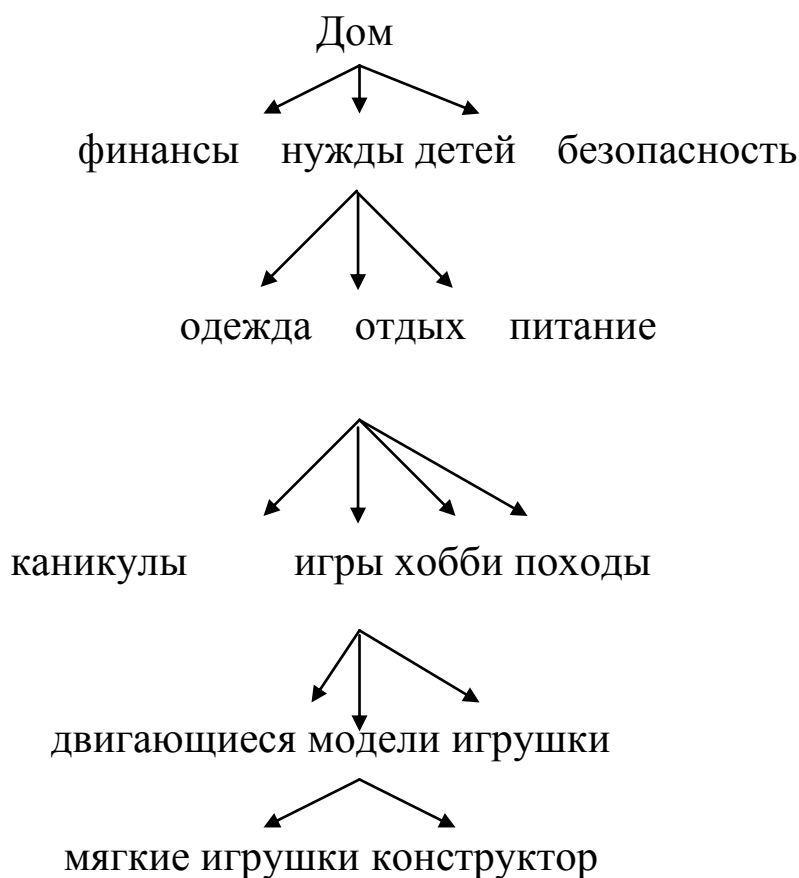 Дом
финансы нужды детей безопасность
одежда отдых питание
каникулы игры хобби походы
двигающиеся модели игрушки
мягкие игрушки конструктор